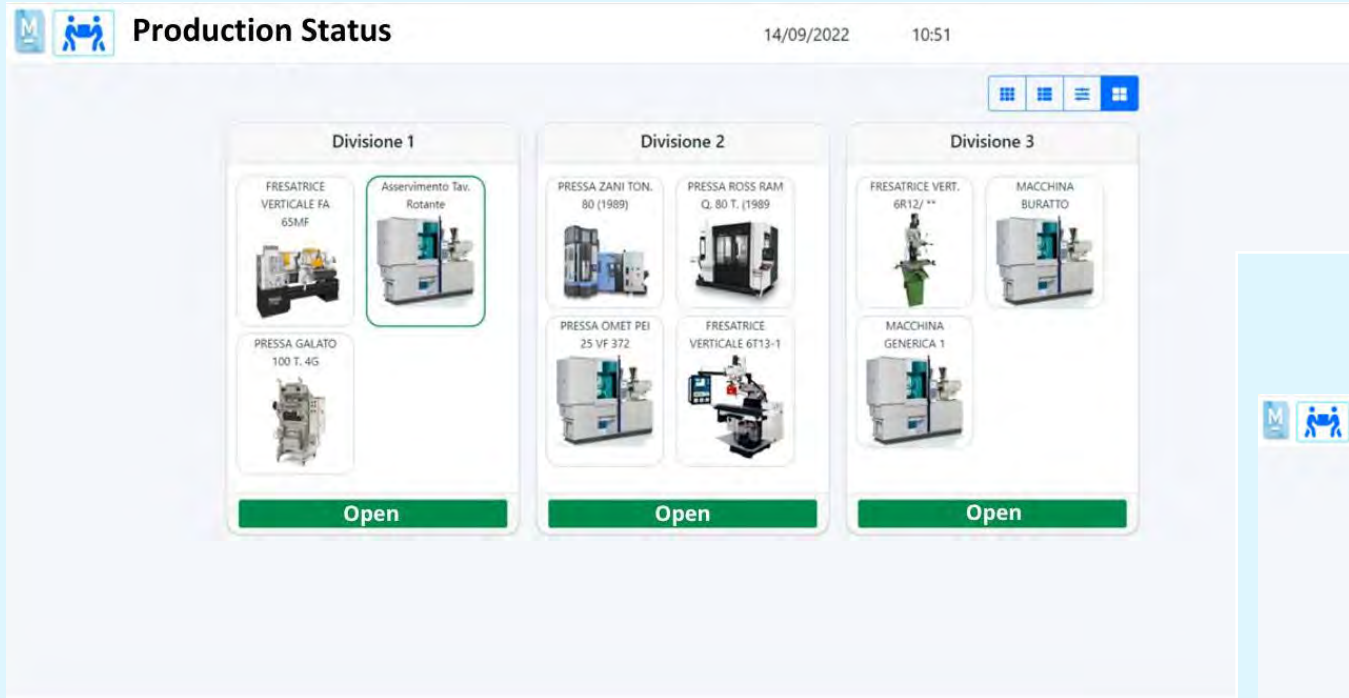 M
Production Status
14/09/2022
10:51
Divisione 1
FRESATRICE
VERTICALE FA
65MF
Asservimento Tav.
Rotante
PRESSA GALATO
100 T. 4G
Open
Divisione 2
PRESSA ZANI TON.
80 (1989)
PRESSA ROSS RAM
Q. 80 T. (1989
PRESSA OMET PEI
25 VF 372
FRESATRICE
VERTICALE 6T13-1
Open
Divisione 3
FRESATRICE VERT.
6R12/ **
MACCHINA
BURATTO
MACCHINA
GENERICA 1
Open
M